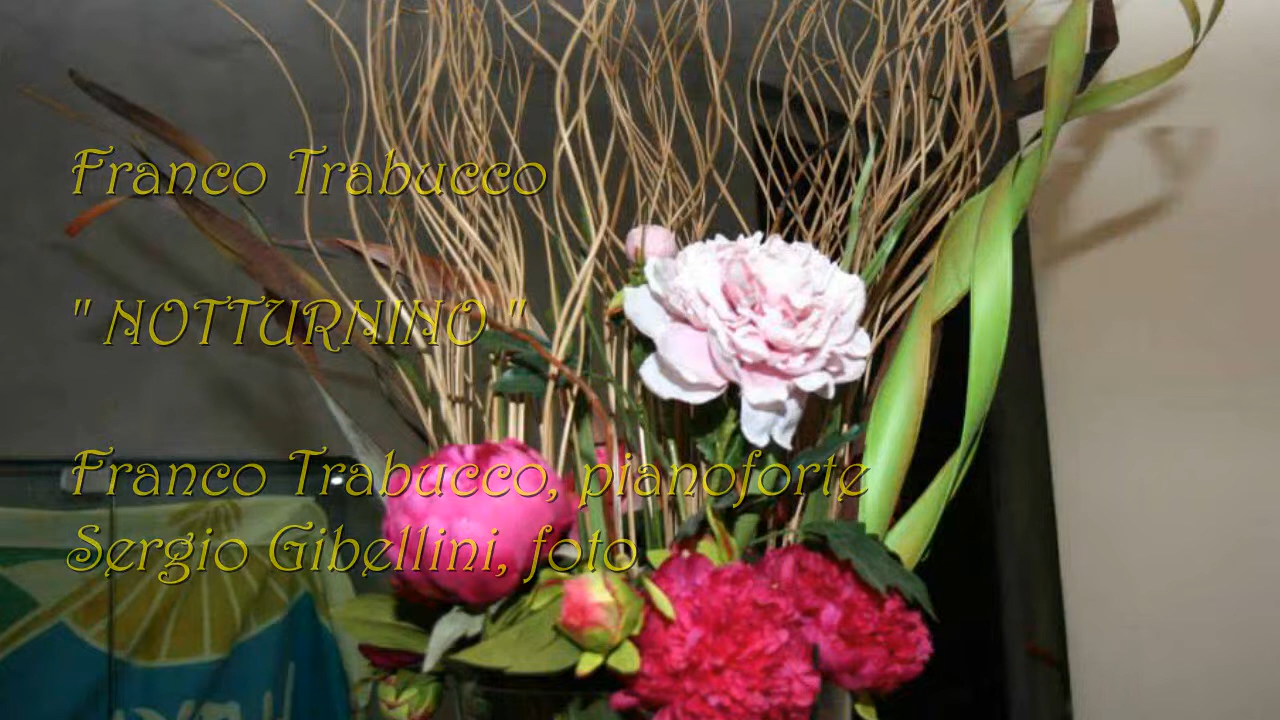 Franco Trabucco
" NOTTURNINO "
Franco Trabucco, pianoforte
Sergio Gibellini, foto